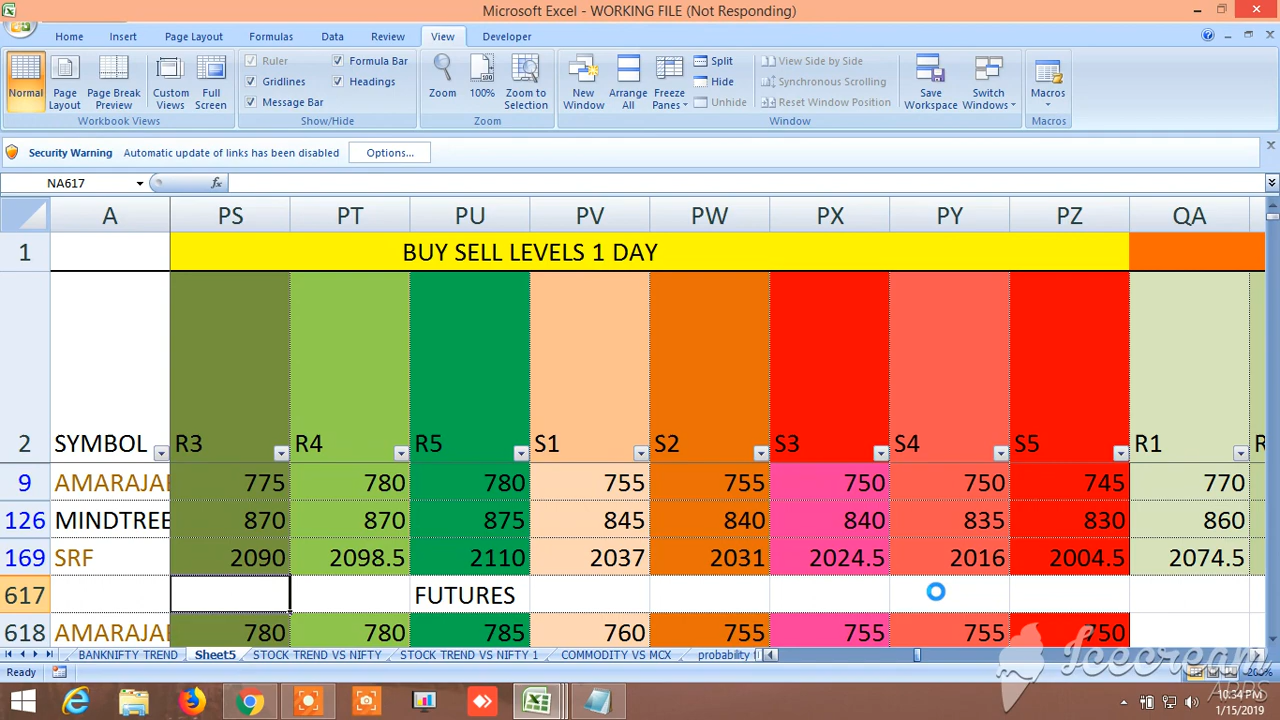 Microsoft Excel - WORKING FILE (Not Responding)
Home Insert Page Layout Formulas Data Review View Developer
Ruler Formula Bar
Gridlines Headings
Message Bar
Normal Page Layout Page Break Preview Custom Views Full Screen
Zoom 100% Zoom to Selection
New Window Arrange All Freeze Panes
Split
Hide
Unhide
View Side by Side
Synchronous Scrolling
Reset Window Position
Save Workspace Switch Windows Macros
Workbook Views Show/Hide Zoom Window Macros
Security Warning Automatic update of links has been disabled Options...
NA617 fx
A PS PT PU PV PW PX PY PZ QA
1 BUY SELL LEVELS 1 DAY
2 SYMBOL R3 R4 R5 S1 S2 S3 S4 S5 R1
9 AMARAJAB 775 780 780 755 755 750 750 745 770
126 MINDTREE 870 870 875 845 840 840 835 830 860
169 SRF 2090 2098.5 2110 2037 2031 2024.5 2016 2004.5 2074.5
617 FUTURES
618 AMARAJAB 780 780 785 760 755 755 755 750
BANKNIFTY TREND Sheet5 STOCK TREND VS NIFTY STOCK TREND VS NIFTY 1 COMMODITY VS MCX probability
Ready 200%
Icecream
APPS
10:34 PM
1/15/2019